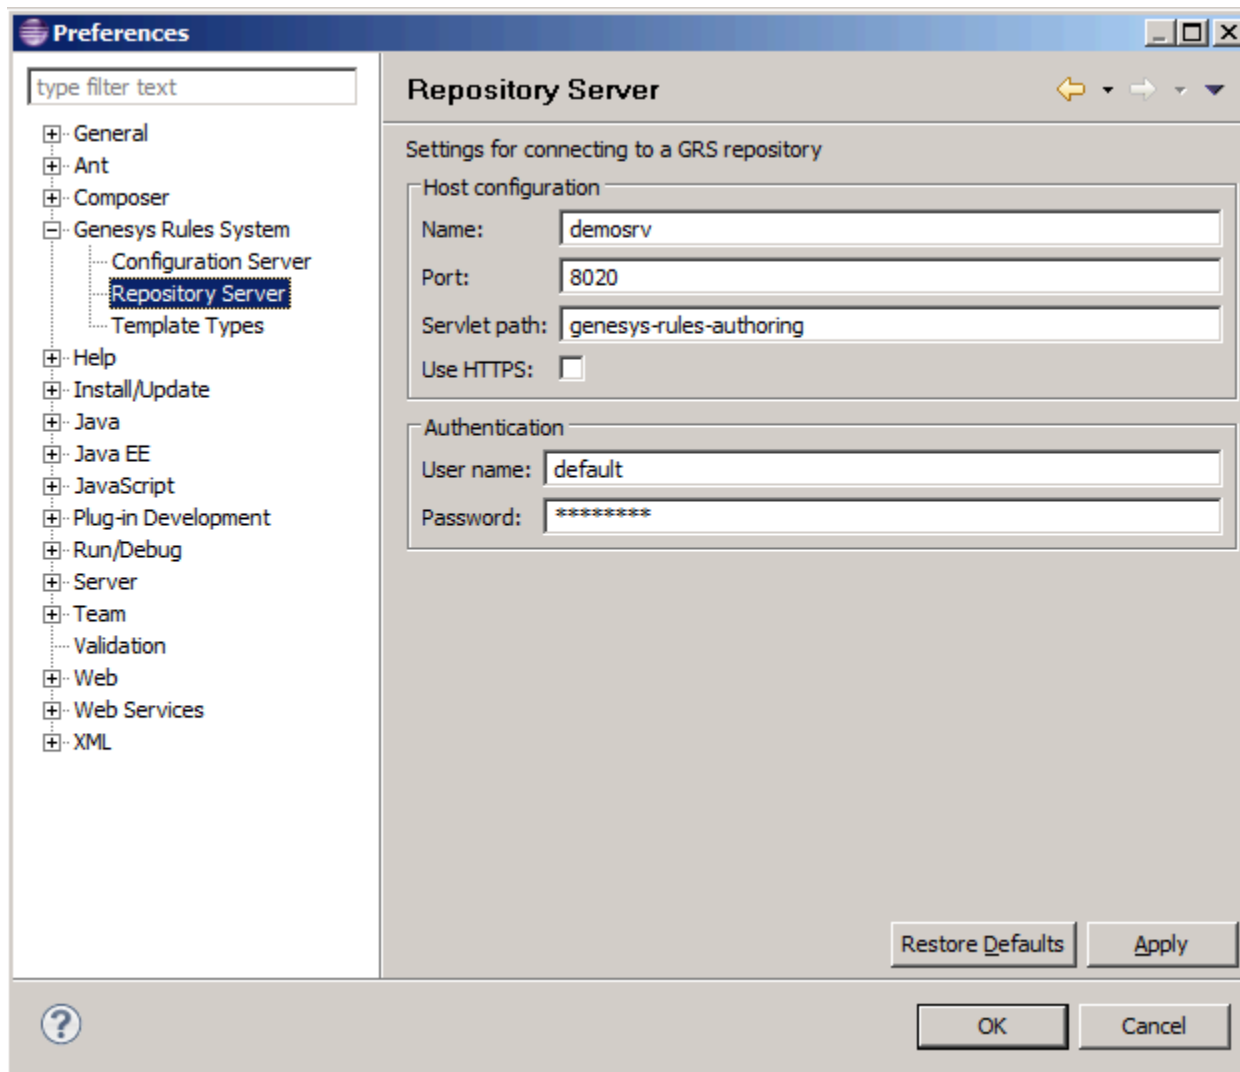 Preferences
type filter text
General
Ant
Composer
Genesys Rules System
Configuration Server
Repository Server
Template Types
Help
Install/Update
Java
Java EE
JavaScript
Plug-in Development
Run/Debug
Server
Team
Validation
Web
Web Services
XML
Repository Server
Settings for connecting to a GRS repository
Host configuration
Name: demosrv
Port: 8020
Servlet path: genesys-rules-authoring
Use HTTPS:
Authentication
User name: default
Password: ********
Restore Defaults Apply
? OK Cancel